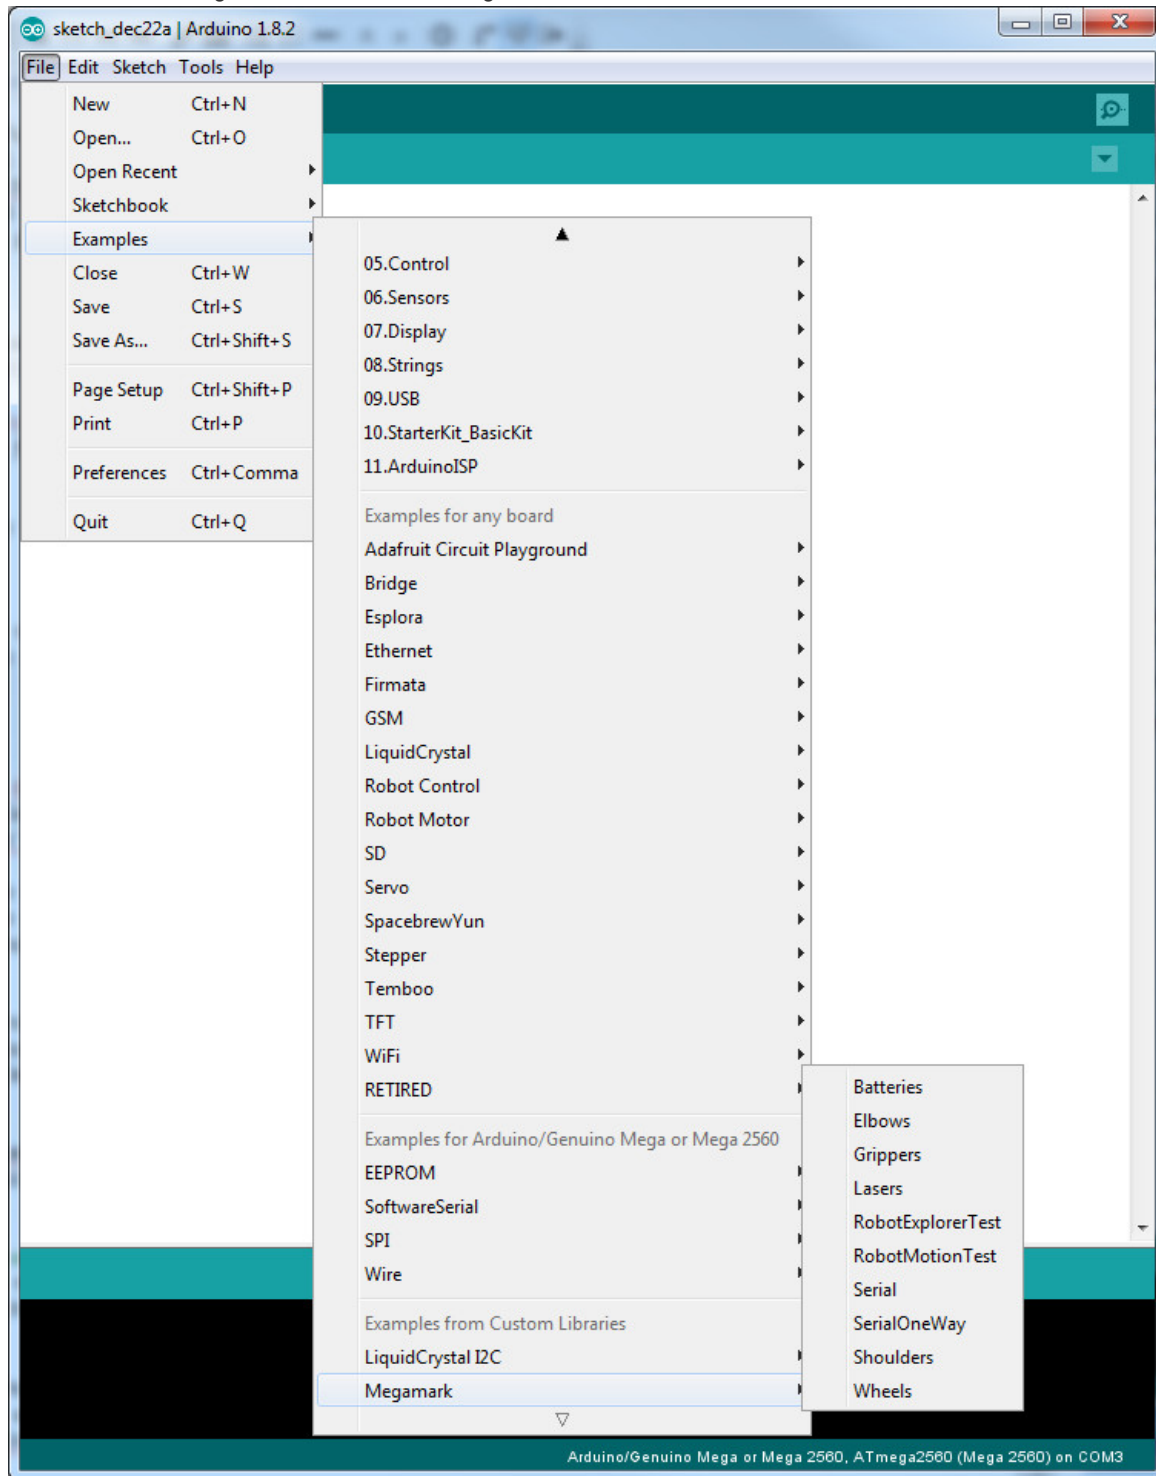 sketch_dec22a | Arduino 1.8.2
File Edit Sketch Tools Help
New Ctrl+N
Open... Ctrl+O
Open Recent
Sketchbook
Examples
Close Ctrl+W
Save Ctrl+S
Save As... Ctrl+Shift+S
Page Setup Ctrl+Shift+P
Print Ctrl+P
Preferences Ctrl+Comma
Quit Ctrl+Q
05.Control
06.Sensors
07.Display
08.Strings
09.USB
10.StarterKit_BasicKit
11.ArduinoISP
Examples for any board
Adafruit Circuit Playground
Bridge
Esplora
Ethernet
Firmata
GSM
LiquidCrystal
Robot Control
Robot Motor
SD
Servo
SpacebrewYun
Stepper
Temboo
TFT
WiFi
RETIRED
Examples for Arduino/Genuino Mega or Mega 2560
EEPROM
SoftwareSerial
SPI
Wire
Examples from Custom Libraries
LiquidCrystal I2C
Megamark
Batteries
Elbows
Grippers
Lasers
RobotExplorerTest
RobotMotionTest
Serial
SerialOneWay
Shoulders
Wheels
Arduino/Genuino Mega or Mega 2560, ATmega2560 (Mega 2560) on COM3